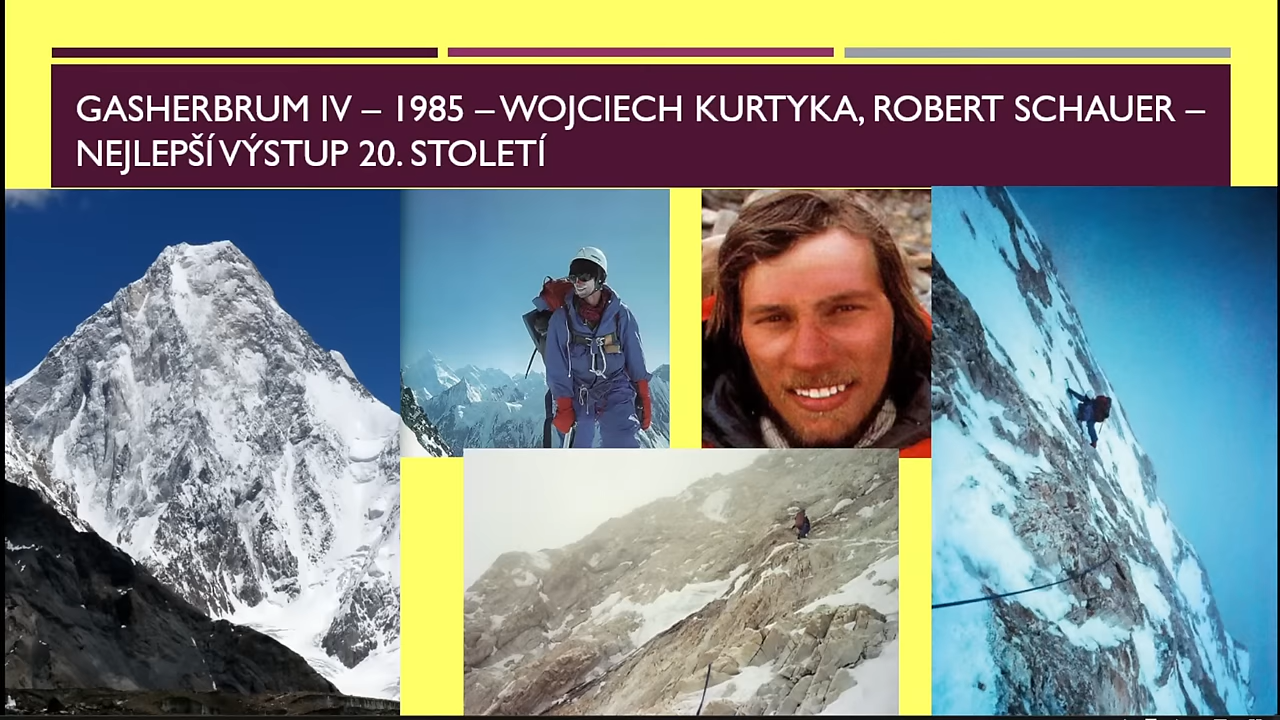 GASHERBRUM IV – 1985 – WOJCIECH KURTYKA, ROBERT SCHAUER –
NEJLEPŠÍ VÝSTUP 20. STOLETÍ